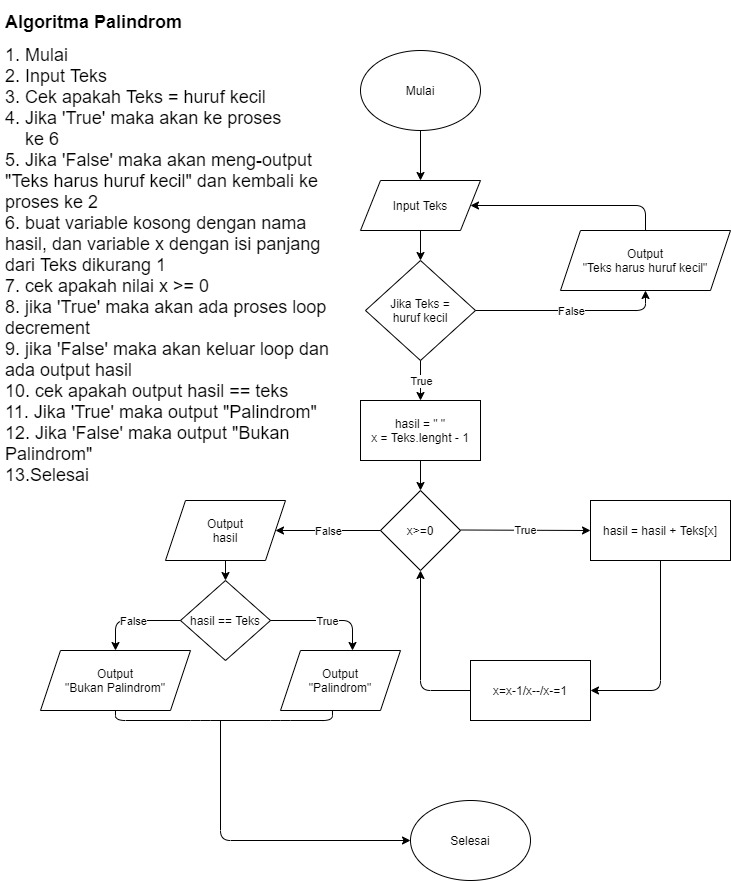 Algoritma Palindrom
1. Mulai
2. Input Teks
3. Cek apakah Teks = huruf kecil
4. Jika 'True' maka akan ke proses
ke 6
5. Jika 'False' maka akan meng-output
"Teks harus huruf kecil" dan kembali ke
proses ke 2
6. buat variable kosong dengan nama
hasil, dan variable x dengan isi panjang
dari Teks dikurang 1
7. cek apakah nilai x >= 0
8. jika 'True' maka akan ada proses loop
decrement
9. jika 'False' maka akan keluar loop dan
ada output hasil
10. cek apakah output hasil == teks
11. Jika 'True' maka output "Palindrom"
12. Jika 'False' maka output "Bukan
Palindrom"
13.Selesai
Mulai
Input Teks
Output
"Teks harus huruf kecil"
Jika Teks =
huruf kecil
False
True
hasil = " "
x = Teks.lenght - 1
x>=0
True
hasil = hasil + Teks[x]
x=x-1/x--/x-=1
False
Output
hasil
hasil == Teks
False
True
Output
"Bukan Palindrom"
Output
"Palindrom"
Selesai